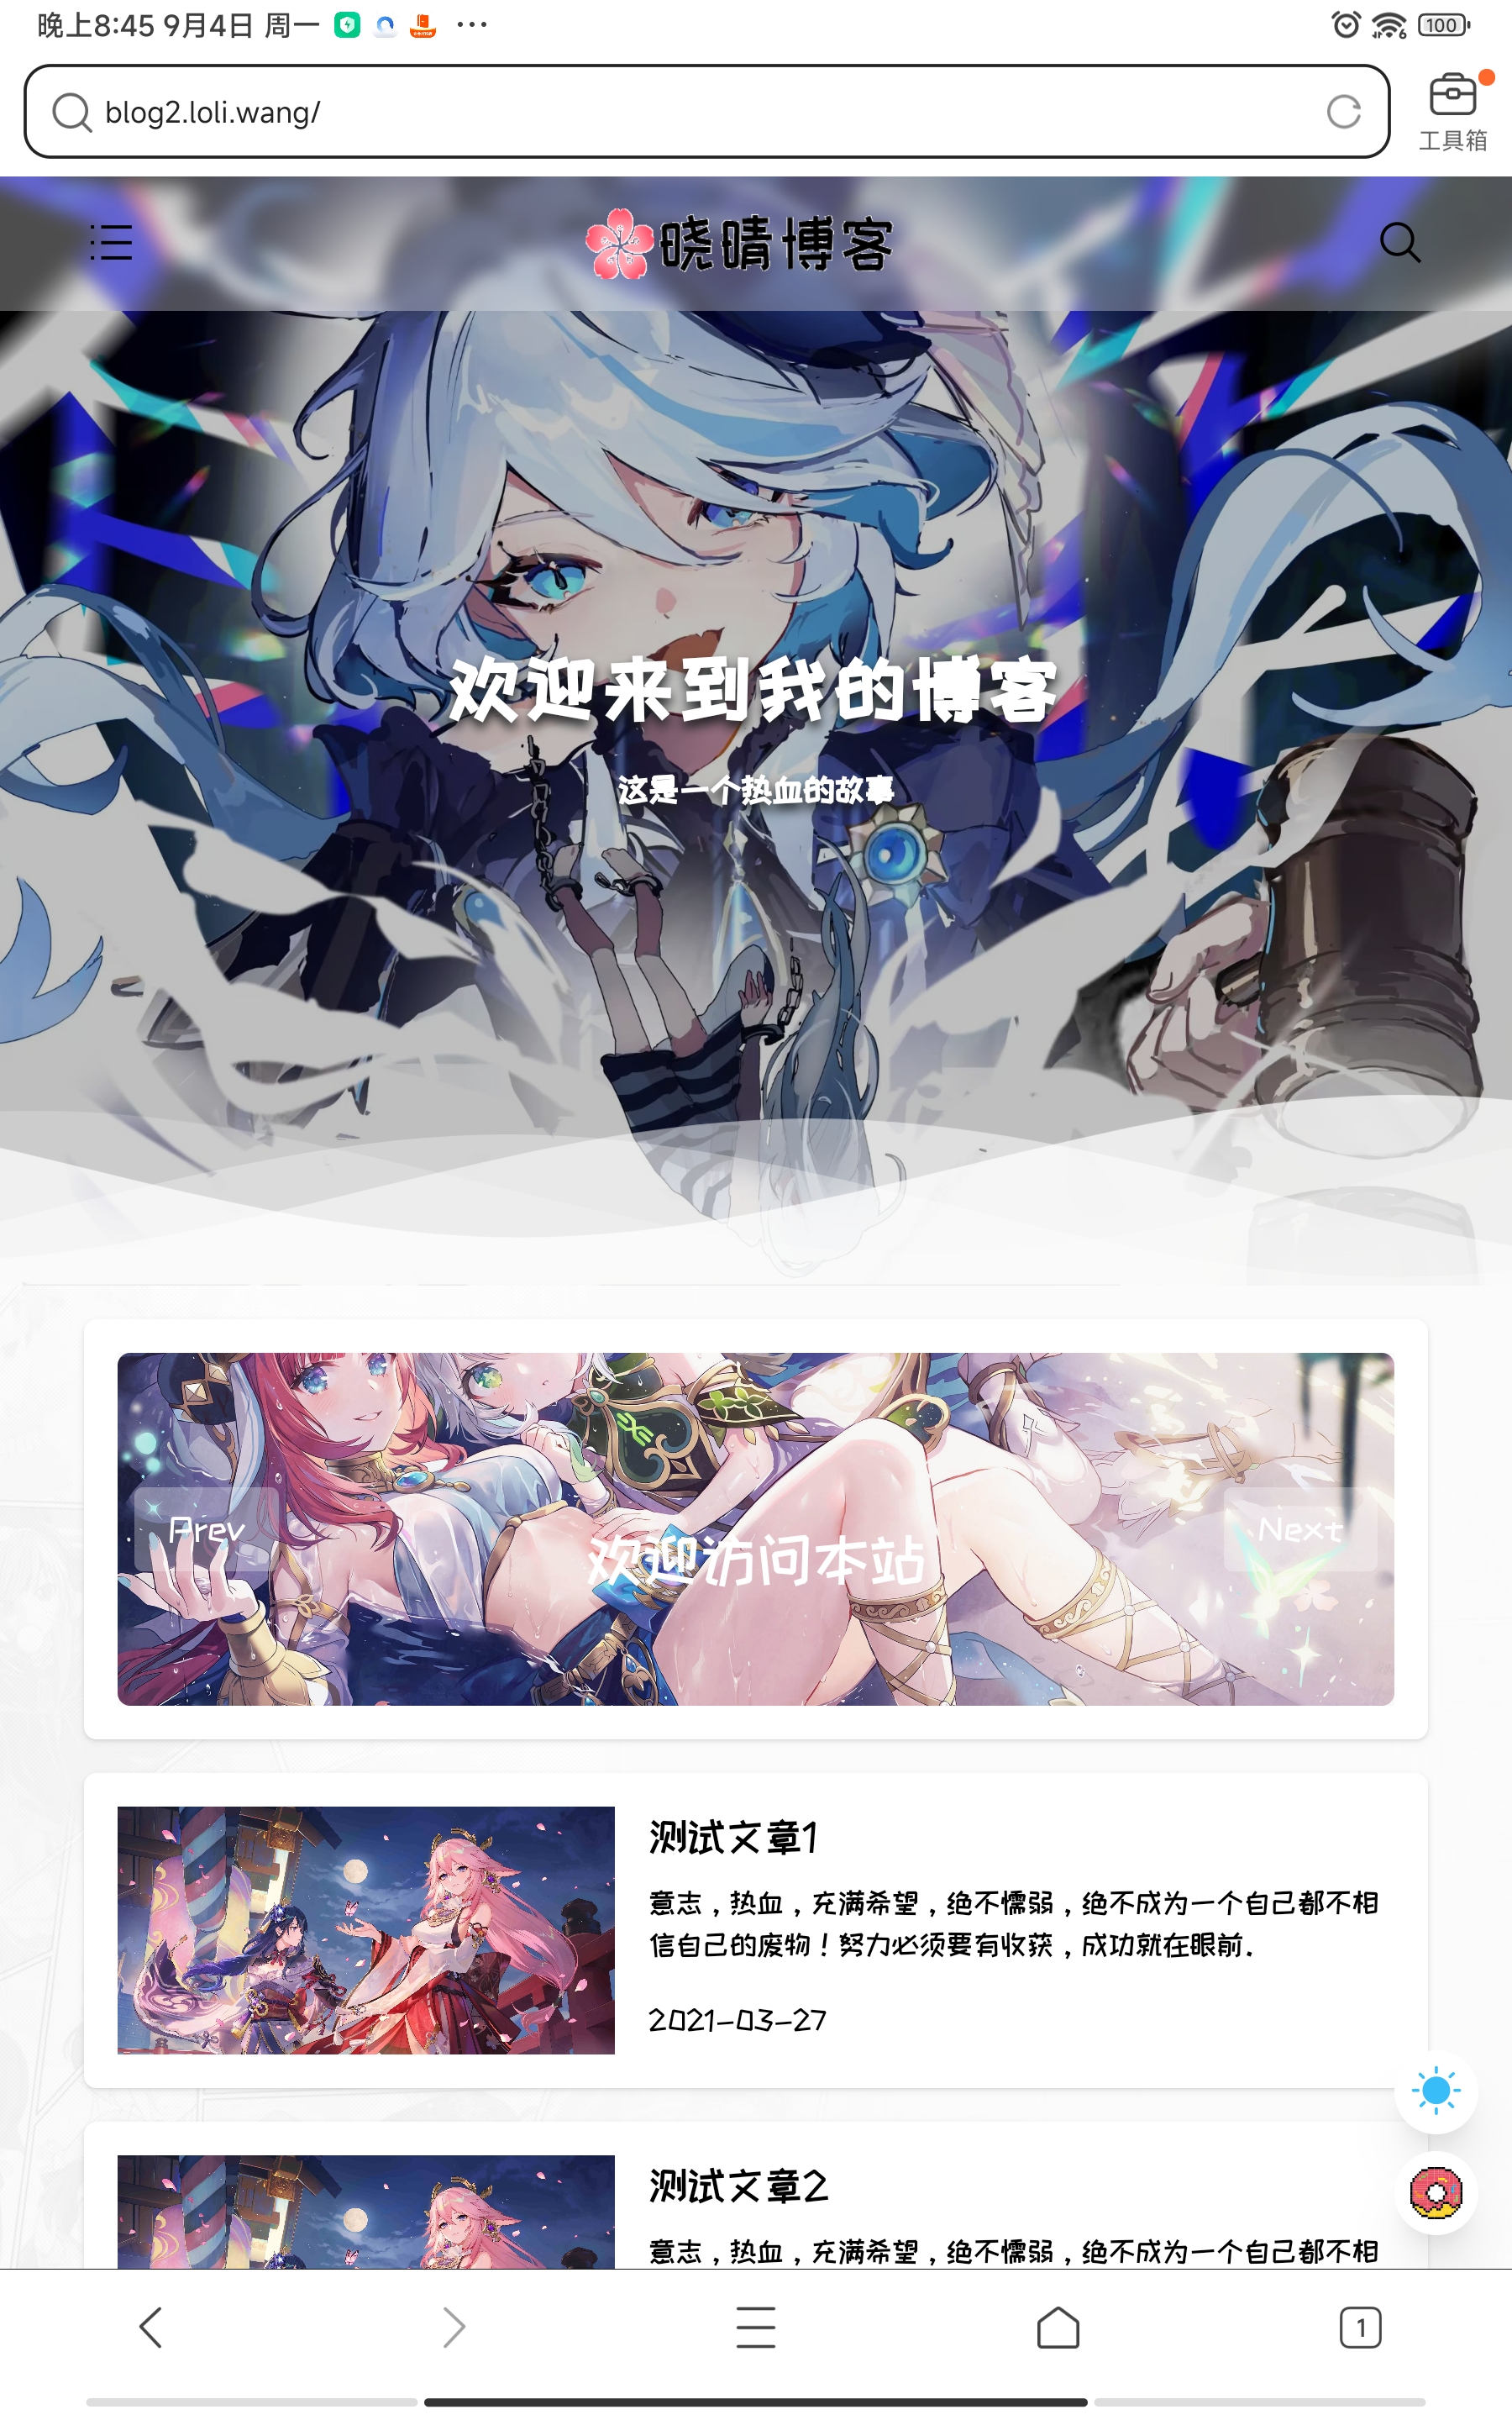 晚上8:45 9月4日 周一
100
blog2.loli.wang/
工具箱
晓晴博客
欢迎来到我的博客
这是一个热血的故事
Prev
欢迎访问本站
Next
测试文章1
意志，热血，充满希望，绝不懦弱，绝不成为一个自己都不相
信自己的废物！努力必须要有收获，成功就在眼前.
2021-03-27
测试文章2
意志，热血，充满希望，绝不懦弱，绝不成为一个自己都不相
1